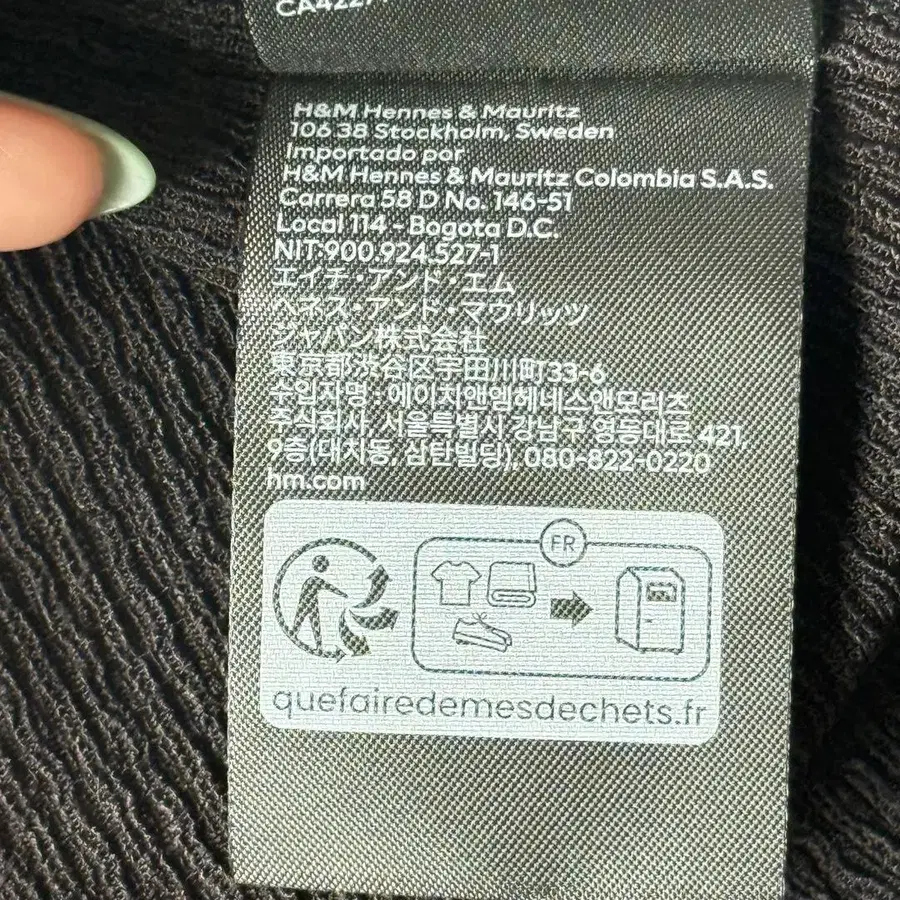 H&M Hennes & Mauritz
106 38 Stockholm, Sweden
Importado por
H&M Hennes & Mauritz Colombia S.A.S.
Carrera 58 D No. 146-51
Local 114 - Bogota D.C.
NIT:900.924.527-1
エイチ・アンド・エム
ヘネス・アンド・マウリッツ
ジャパン株式会社
東京都渋谷区宇田川町33-6
수입자명 : 에이치앤엠헤네스앤모리츠
주식회사, 서울특별시 강남구 영동대로 421,
9층(대치동, 삼탄빌딩), 080-822-0220
hm.com
FR
quefairedemesdechets.fr